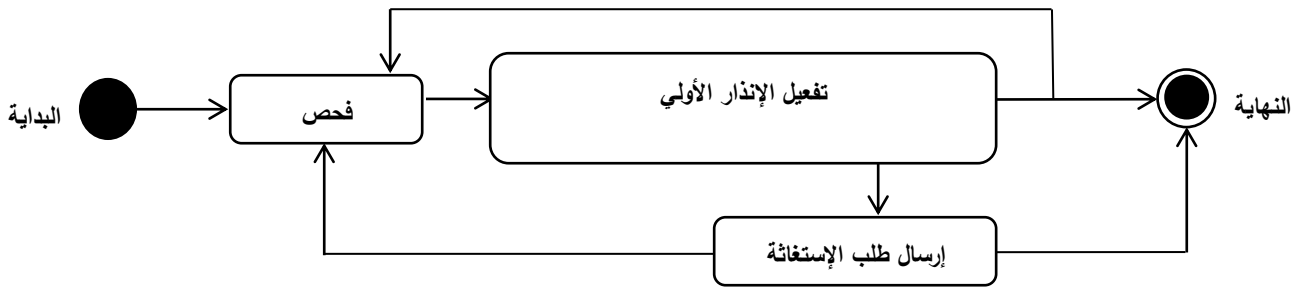 البداية
فحص
تفعيل الإنذار الأولي
إرسال طلب الإستغاثة
النهاية